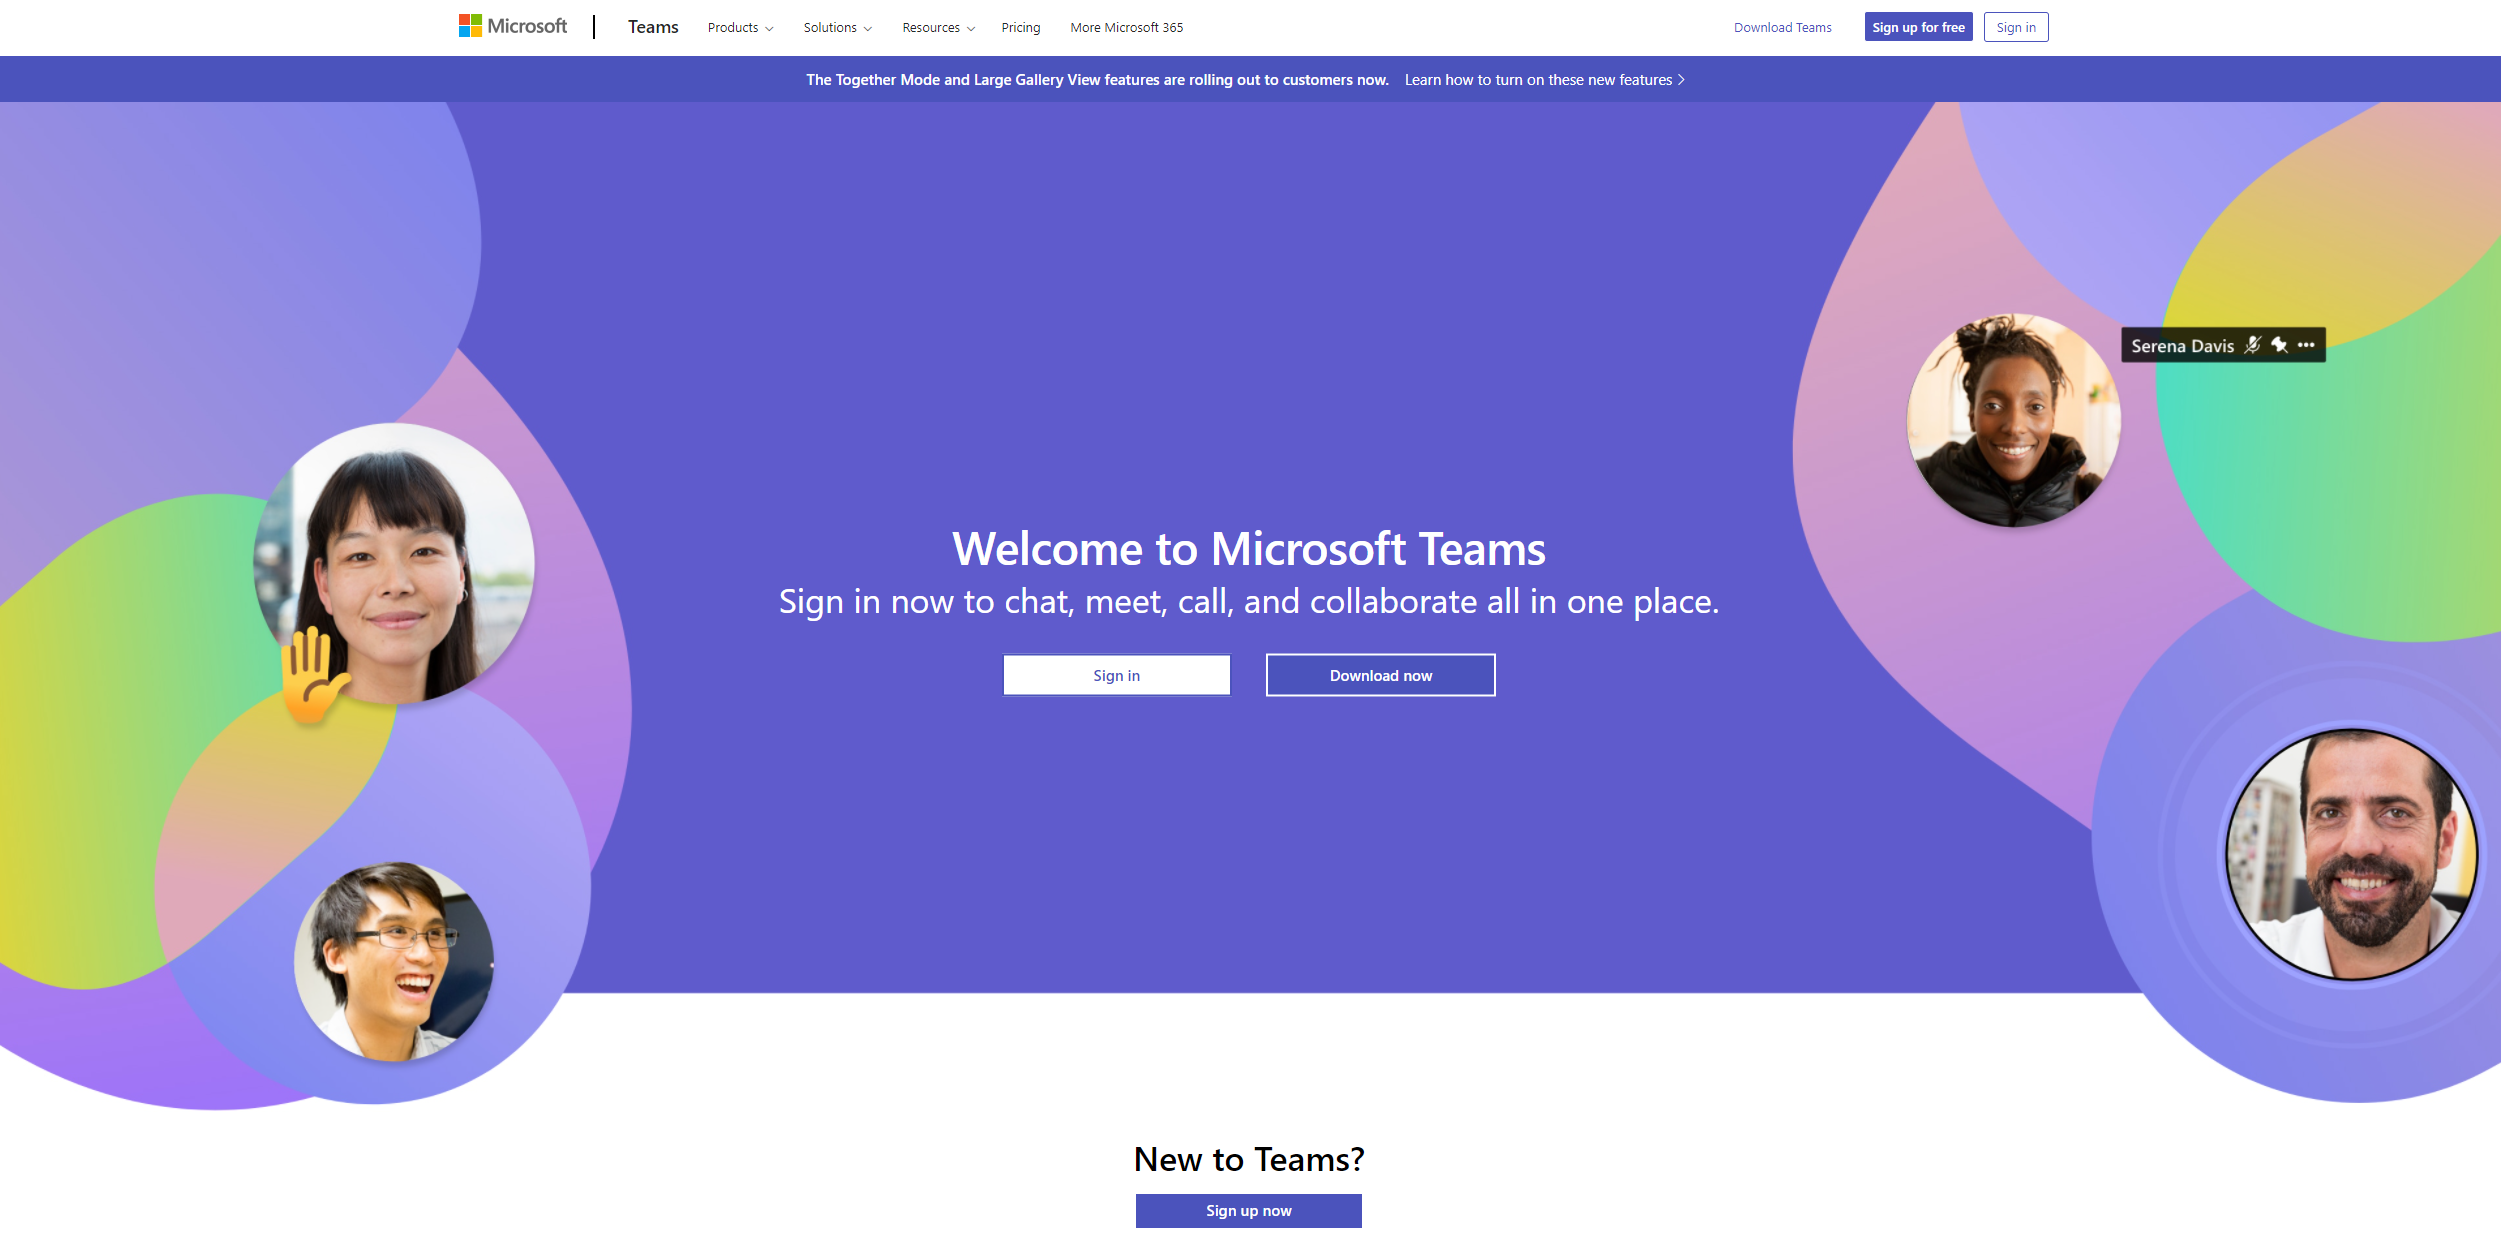 Microsoft
Teams
Products
Solutions
Resources
Pricing
More Microsoft 365
Download Teams
Sign up for free
Sign in
The Together Mode and Large Gallery View features are rolling out to customers now. Learn how to turn on these new features >
Serena Davis
Welcome to Microsoft Teams
Sign in now to chat, meet, call, and collaborate all in one place.
Sign in
Download now
New to Teams?
Sign up now